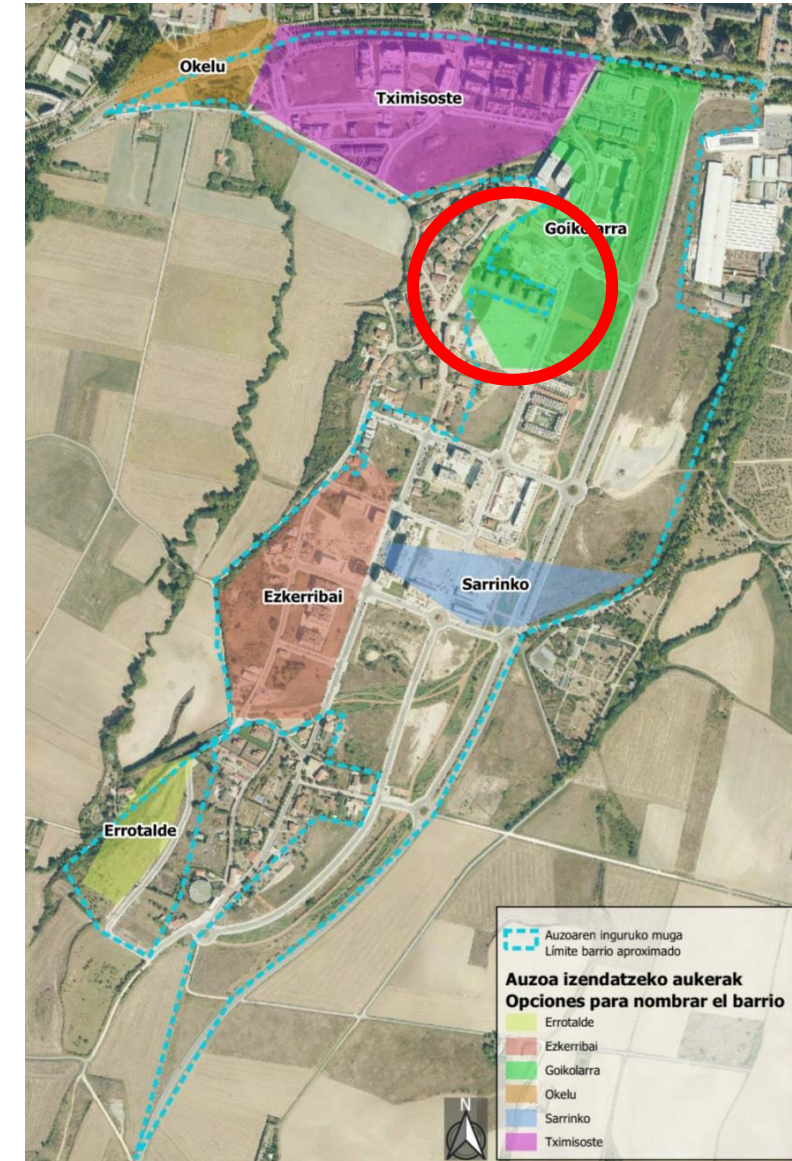 Okelu
Tximisoste
Goikolarra
Sarrinko
Ezkerribai
Errotalde
Auzoaren inguruko muga
Límite barrio aproximado
Auzoa izendatzeko aukerak
Opciones para nombrar el barrio
Errotalde
Ezkerribai
Goikolarra
Okelu
Sarrinko
Tximisoste
N